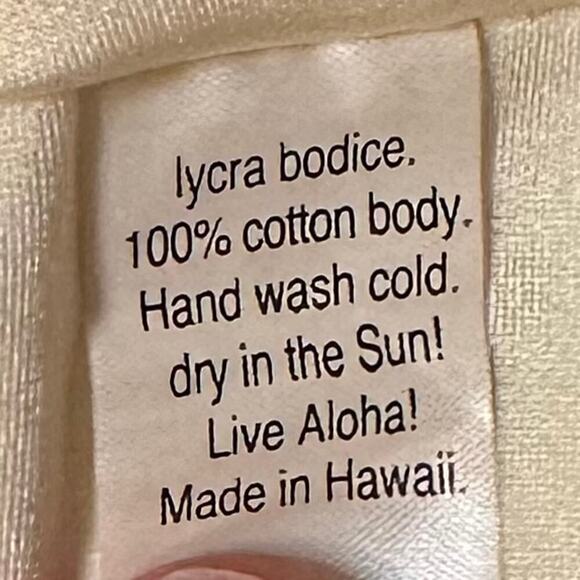 lycra bodice.
100% cotton body.
Hand wash cold.
dry in the Sun!
Live Aloha!
Made in Hawaii.